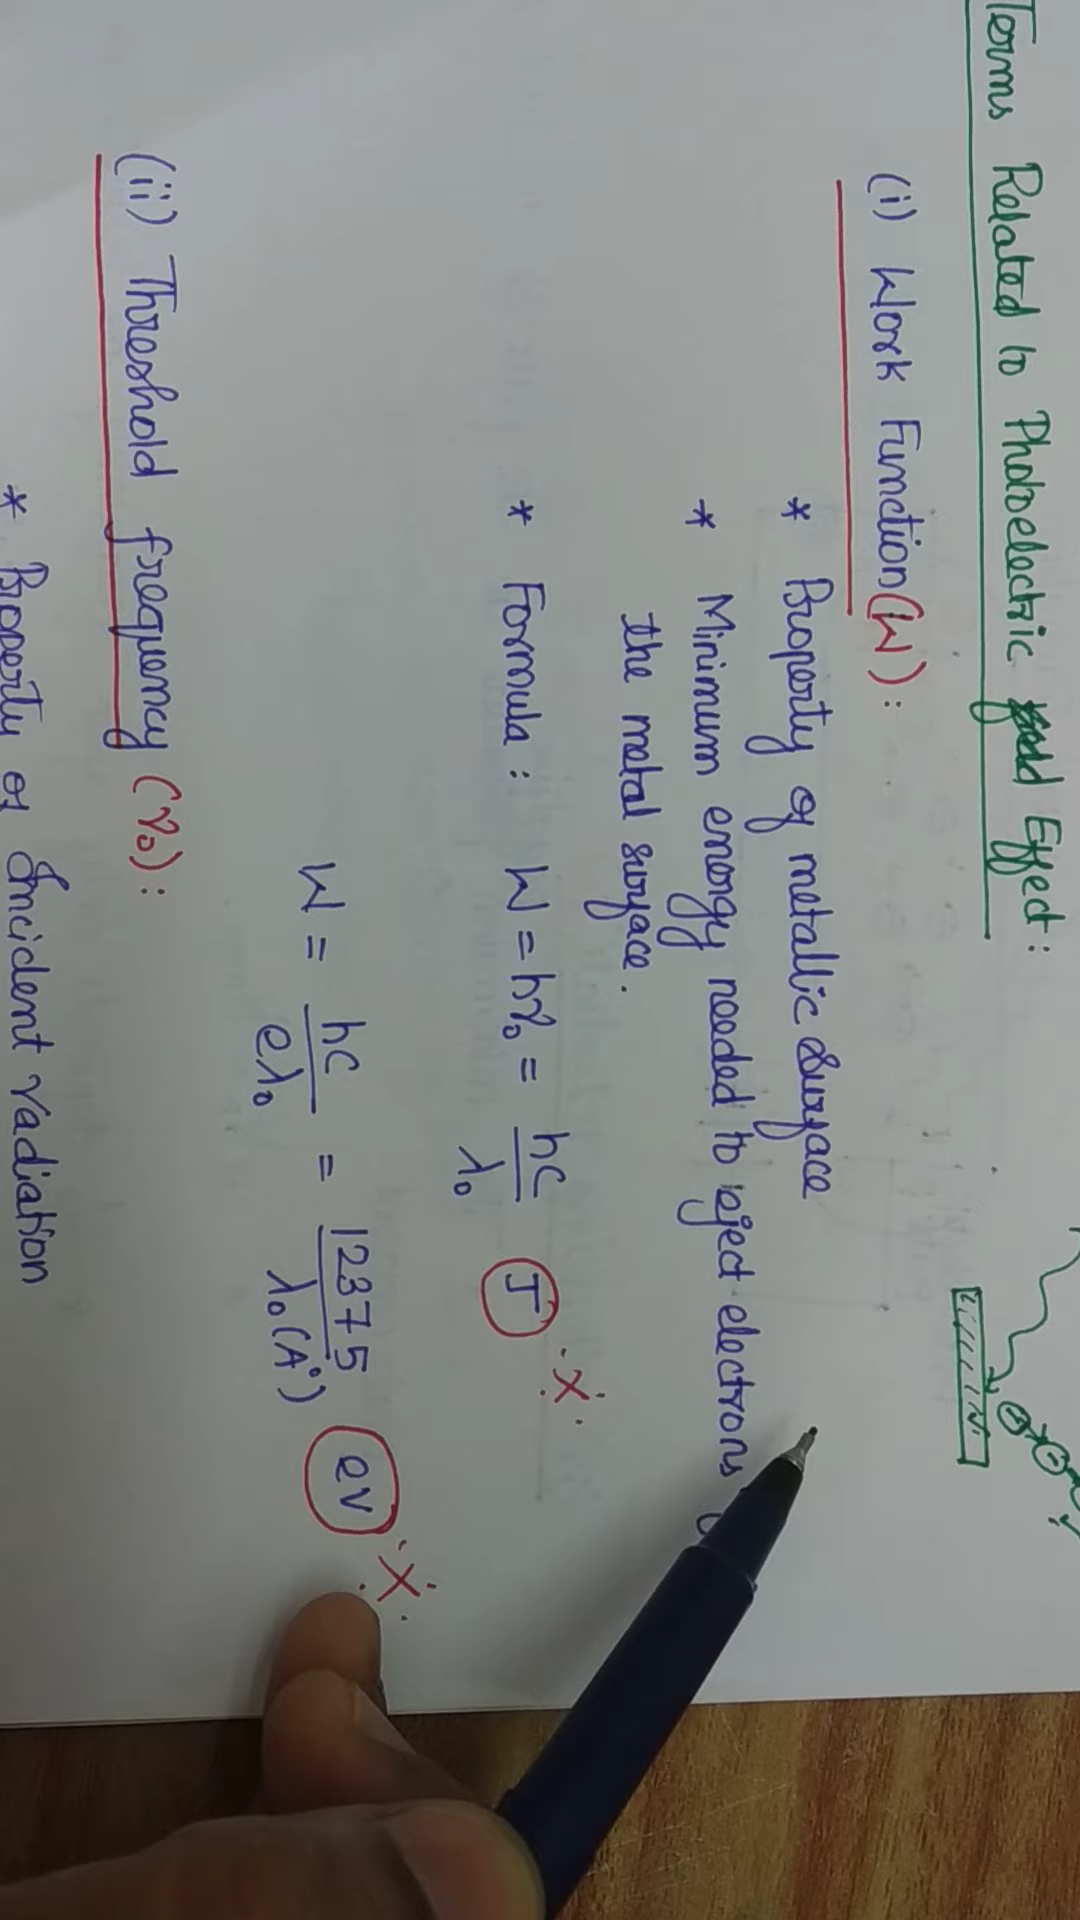 Terms Related to Photoelectric Effect:
(i) Work Function(W):
* Property of metallic surface
* Minimum energy needed to eject electrons
the metal surface.
* Formula: W = hν₀ = hc/λ₀ (J) X
W = hc/eλ₀ = 12375/λ₀(A°) (ev) X
(ii) Threshold frequency (ν₀):
* Property of Incident radiation